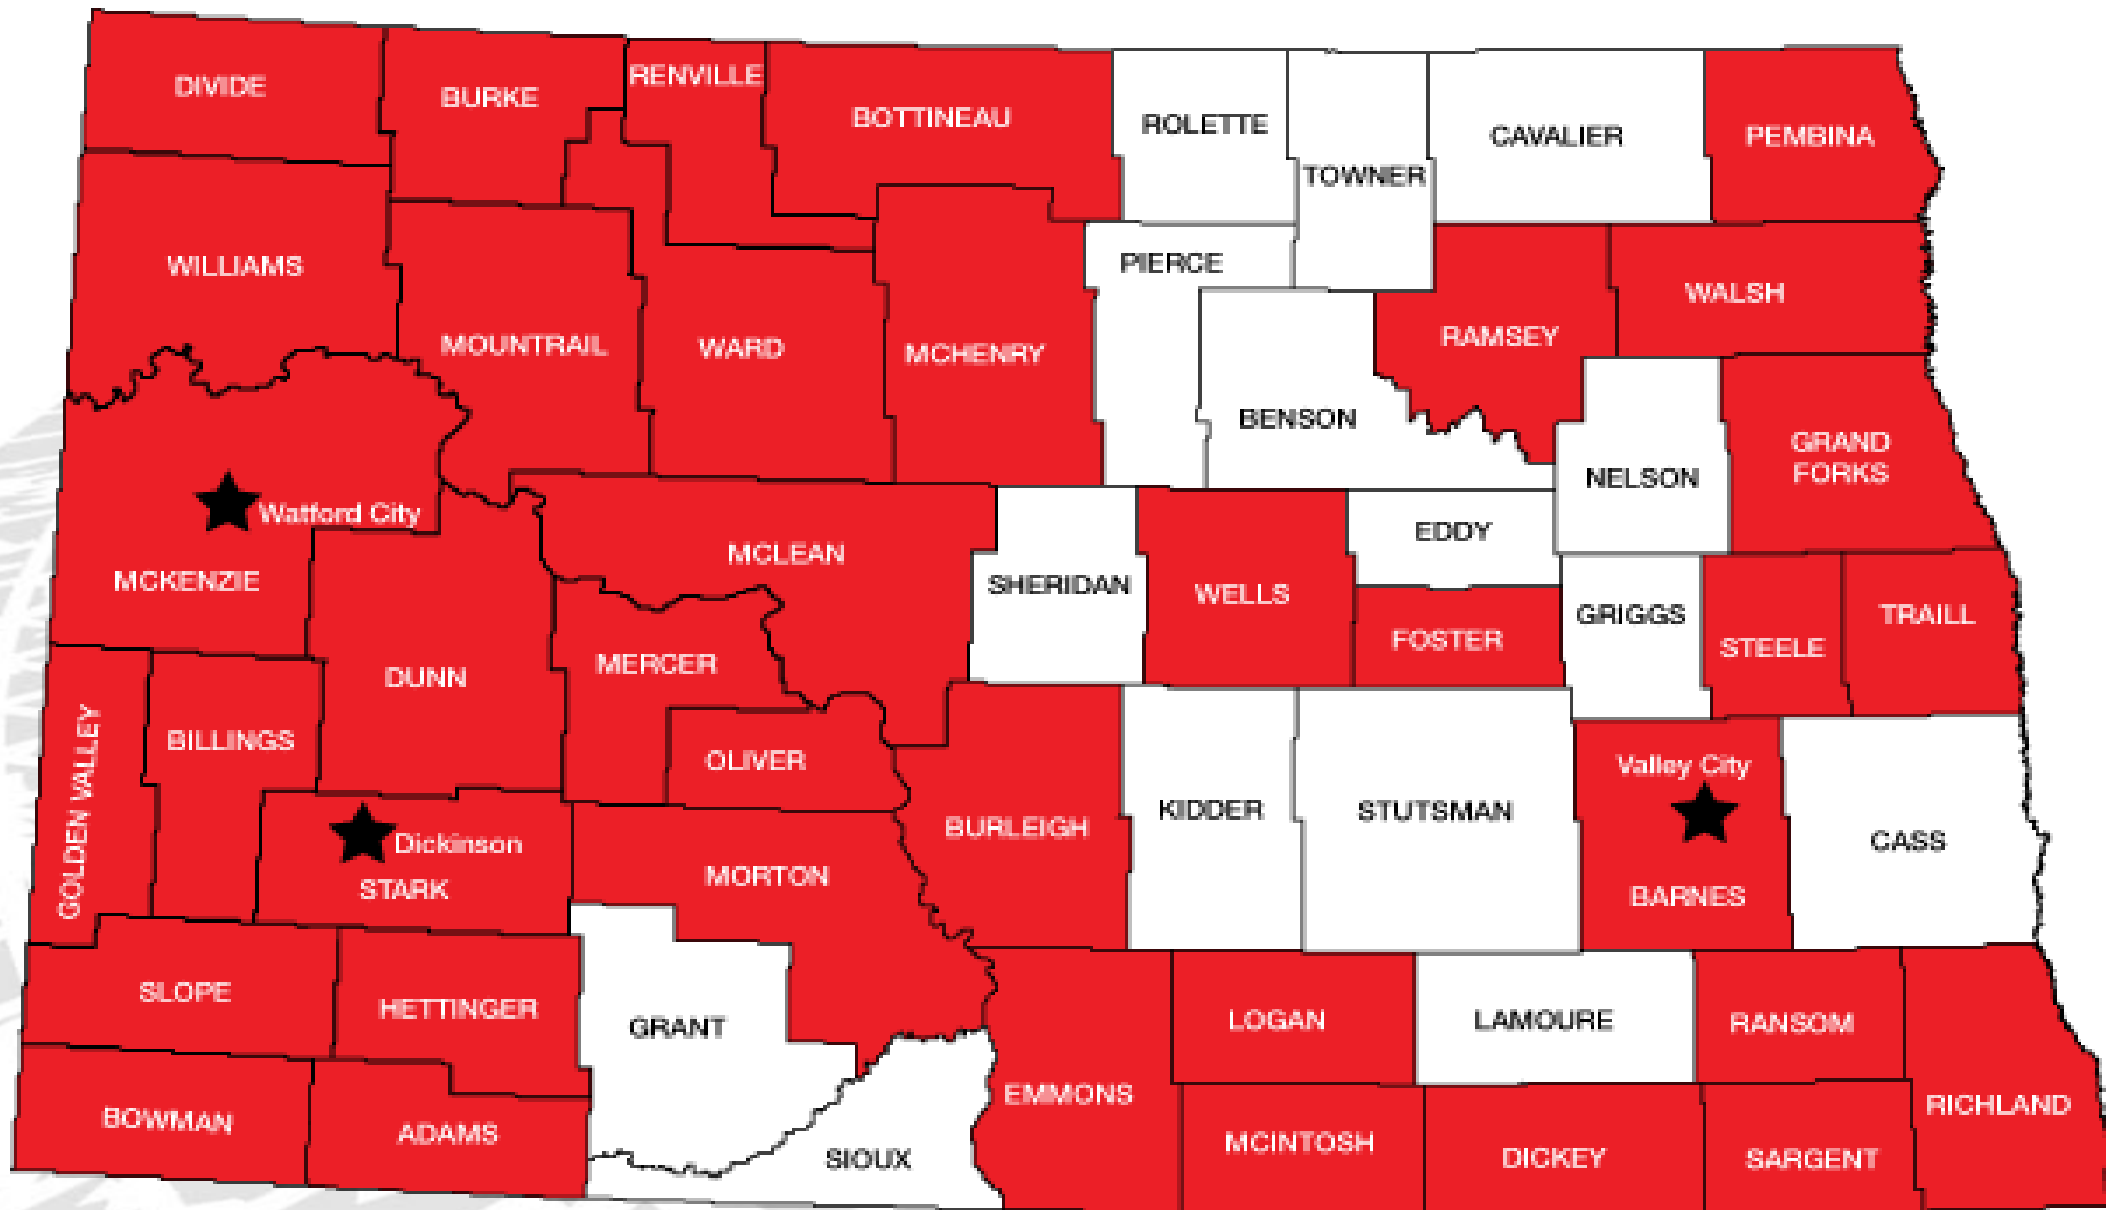 DIVIDE
BURKE
RENVILLE
BOTTINEAU
ROLETTE
TOWNER
CAVALIER
PEMBINA
WILLIAMS
MOUNTRAIL
WARD
MCHENRY
PIERCE
BENSON
RAMSEY
WALSH
NELSON
GRAND
FORKS
Watford City
MCKENZIE
DUNN
MCLEAN
MERCER
OLIVER
SHERIDAN
WELLS
EDDY
FOSTER
GRIGGS
STEELE
TRAILL
GOLDEN VALLEY
BILLINGS
Dickinson
STARK
MORTON
BURLEIGH
KIDDER
STUTSMAN
Valley City
BARNES
CASS
SLOPE
HETTINGER
GRANT
BOWMAN
ADAMS
SIOUX
EMMONS
LOGAN
LAMOURE
RANSOM
RICHLAND
MCINTOSH
DICKEY
SARGENT